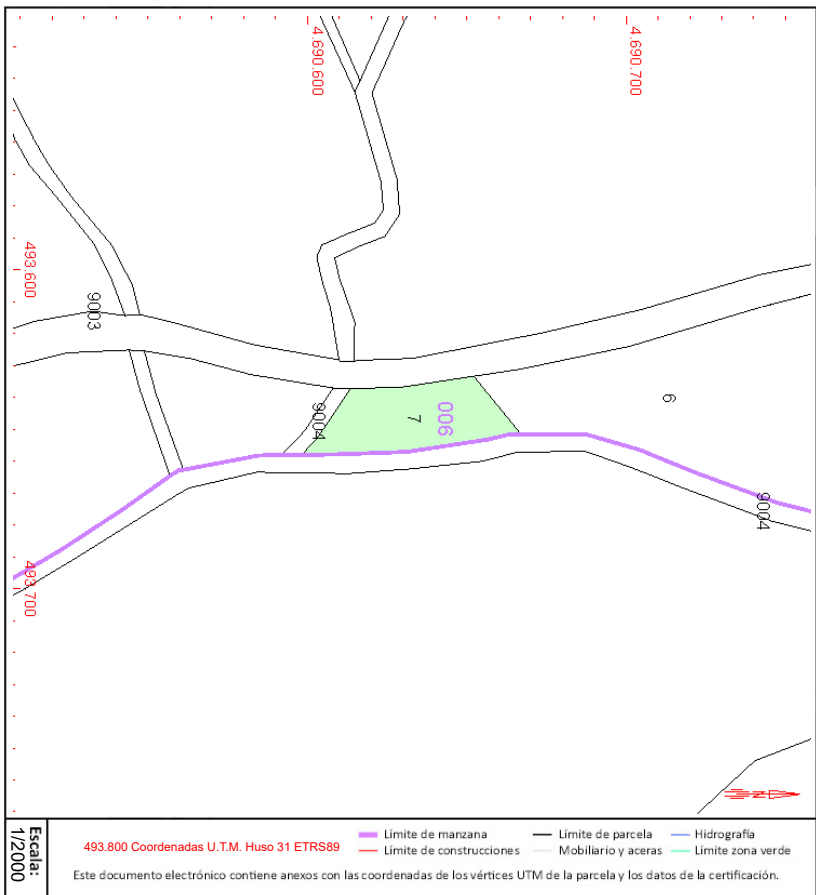 4.690.600
4.690.700
493.600
9003
9004
7
006
6
9004
493.700
Escala:
1/2000
493.800 Coordenadas U.T.M. Huso 31 ETRS89
Límite de manzana
Límite de parcela
Hidrografía
Límite de construcciones
Mobiliario y aceras
Límite zona verde
Este documento electrónico contiene anexos con las coordenadas de los vértices UTM de la parcela y los datos de la certificación.